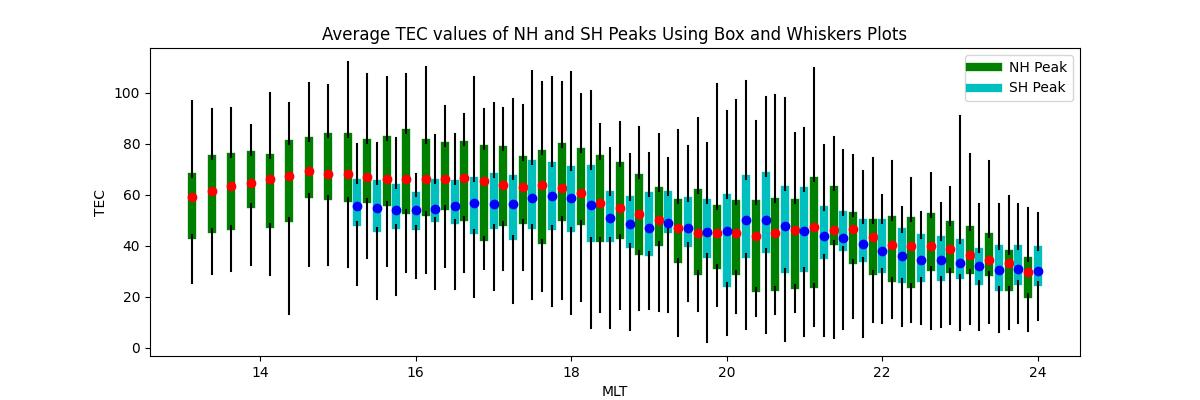 Average TEC values of NH and SH Peaks Using Box and Whiskers Plots
NH Peak
SH Peak
TEC
100
80
60
40
20
0
14 16 18 20 22 24
MLT